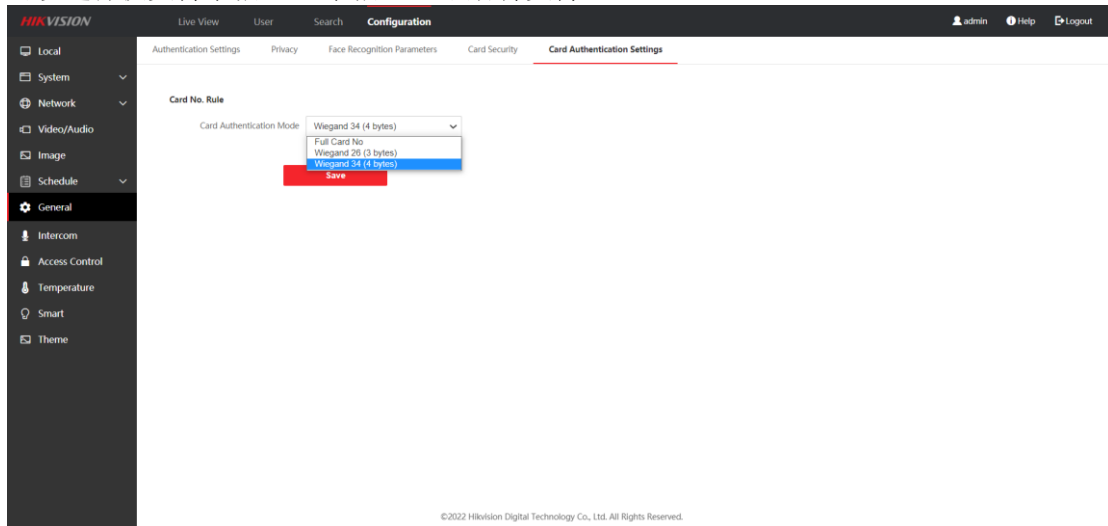 HIKVISION
Live View User Search Configuration
admin Help Logout
Local
System
Network
Video/Audio
Image
Schedule
General
Intercom
Access Control
Temperature
Smart
Theme
Authentication Settings Privacy Face Recognition Parameters Card Security Card Authentication Settings
Card No. Rule
Card Authentication Mode Wiegand 34 (4 bytes)
Full Card No
Wiegand 26 (3 bytes)
Wiegand 34 (4 bytes)
Save
©2022 Hikvision Digital Technology Co., Ltd. All Rights Reserved.